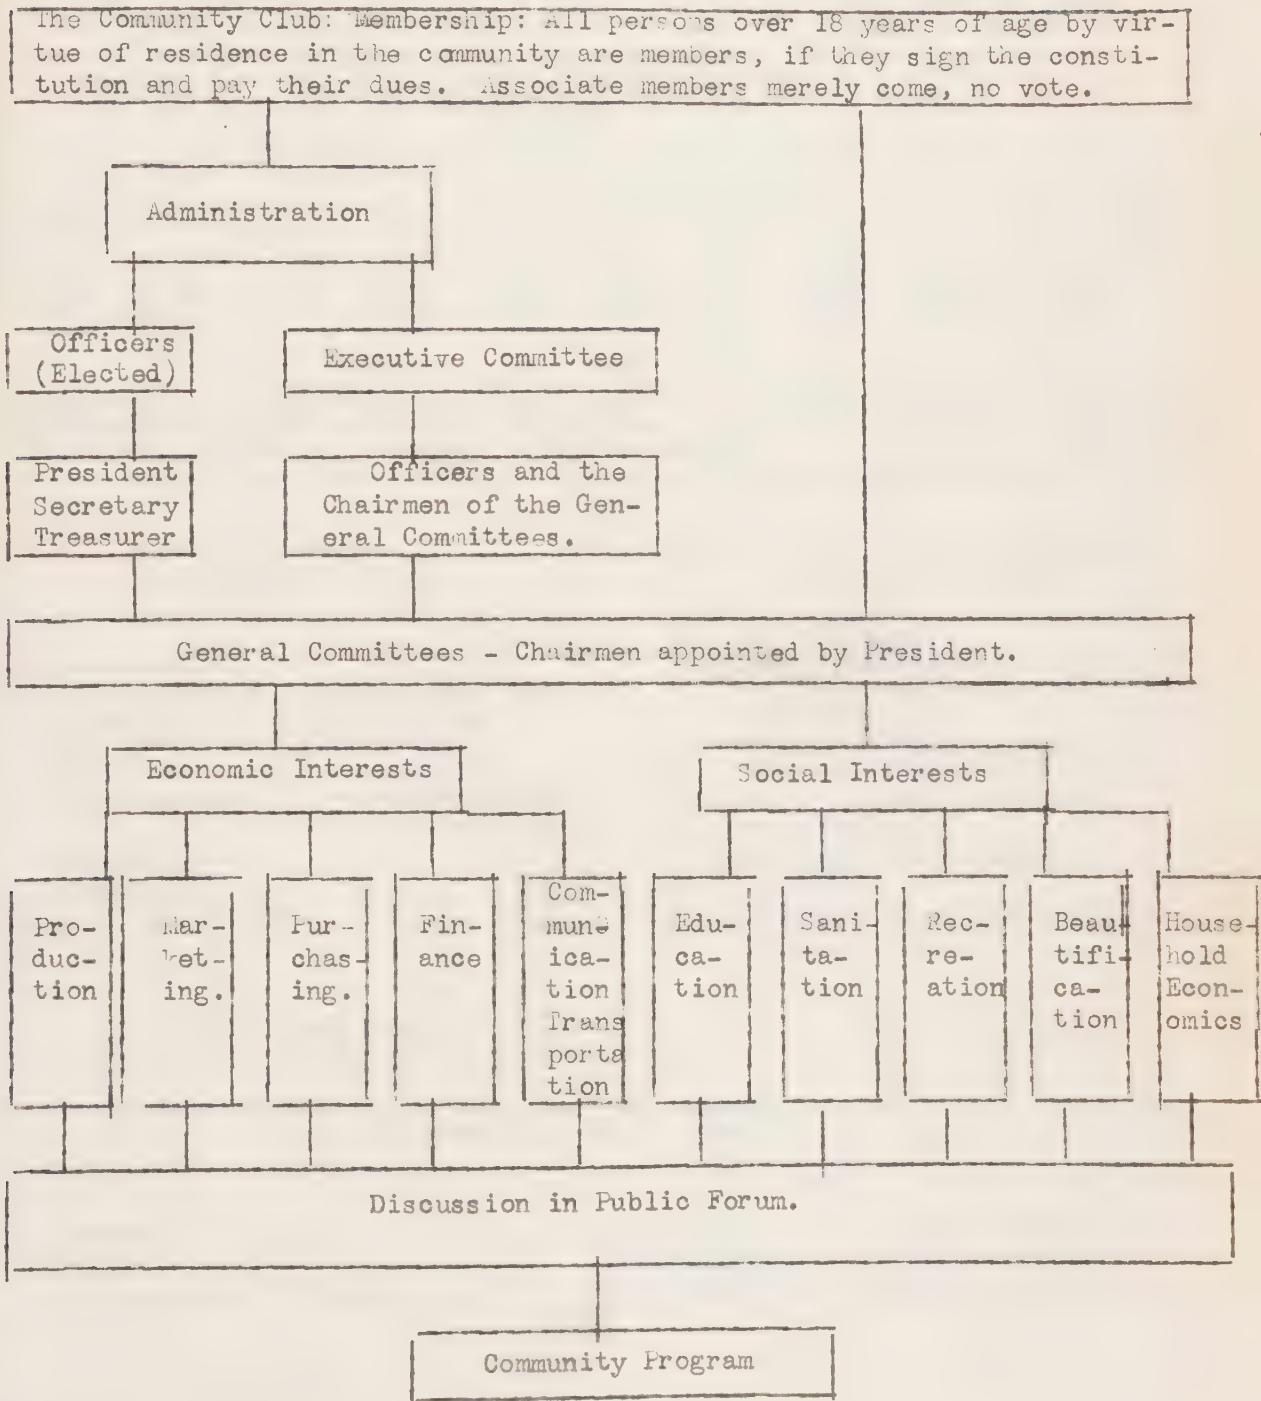 The Community Club: Membership: All persons over 18 years of age by vir-
tue of residence in the community are members, if they sign the consti-
tution and pay their dues. Associate members merely come, no vote.
Administration
Officers
(Elected)
Executive Committee
President
Secretary
Treasurer
Officers and the
Chairmen of the Gen-
eral Committees.
General Committees - Chairmen appointed by President.
Economic Interests
Social Interests
Pro-
duc-
tion
Mar-
ket-
ing.
Pur-
chas-
ing.
Fin-
ance
Com-
mun-
ica-
tion
Trans
porta
tion
Edu-
ca-
tion
Sani-
ta-
tion
Rec-
re-
ation
Beau-
tifi-
ca-
tion
House-
hold
Econ-
omics
Discussion in Public Forum.
Community Program